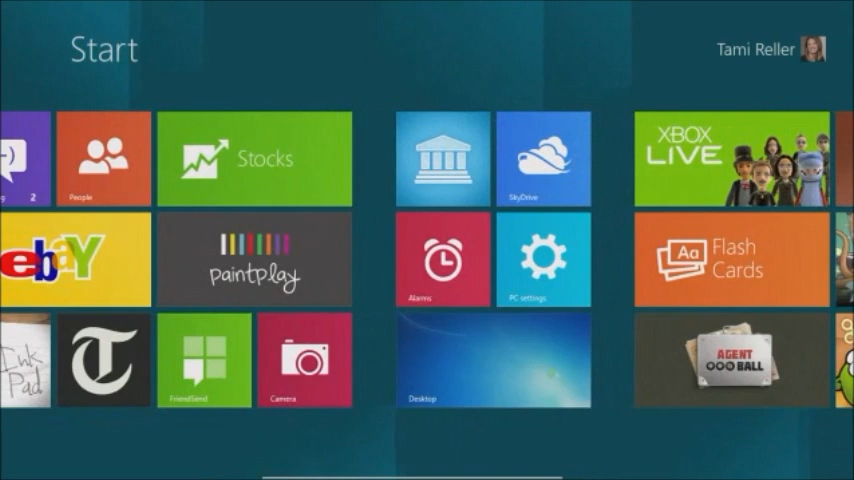 Start
Tami Reller
g 2
People
Stocks
SkyDrive
XBOX
LIVE
ebaY
paintplay
Alarms
PC settings
Flash
Cards
Ink
Pad
T
FriendSend
Camera
Desktop
AGENT
BALL
Aa